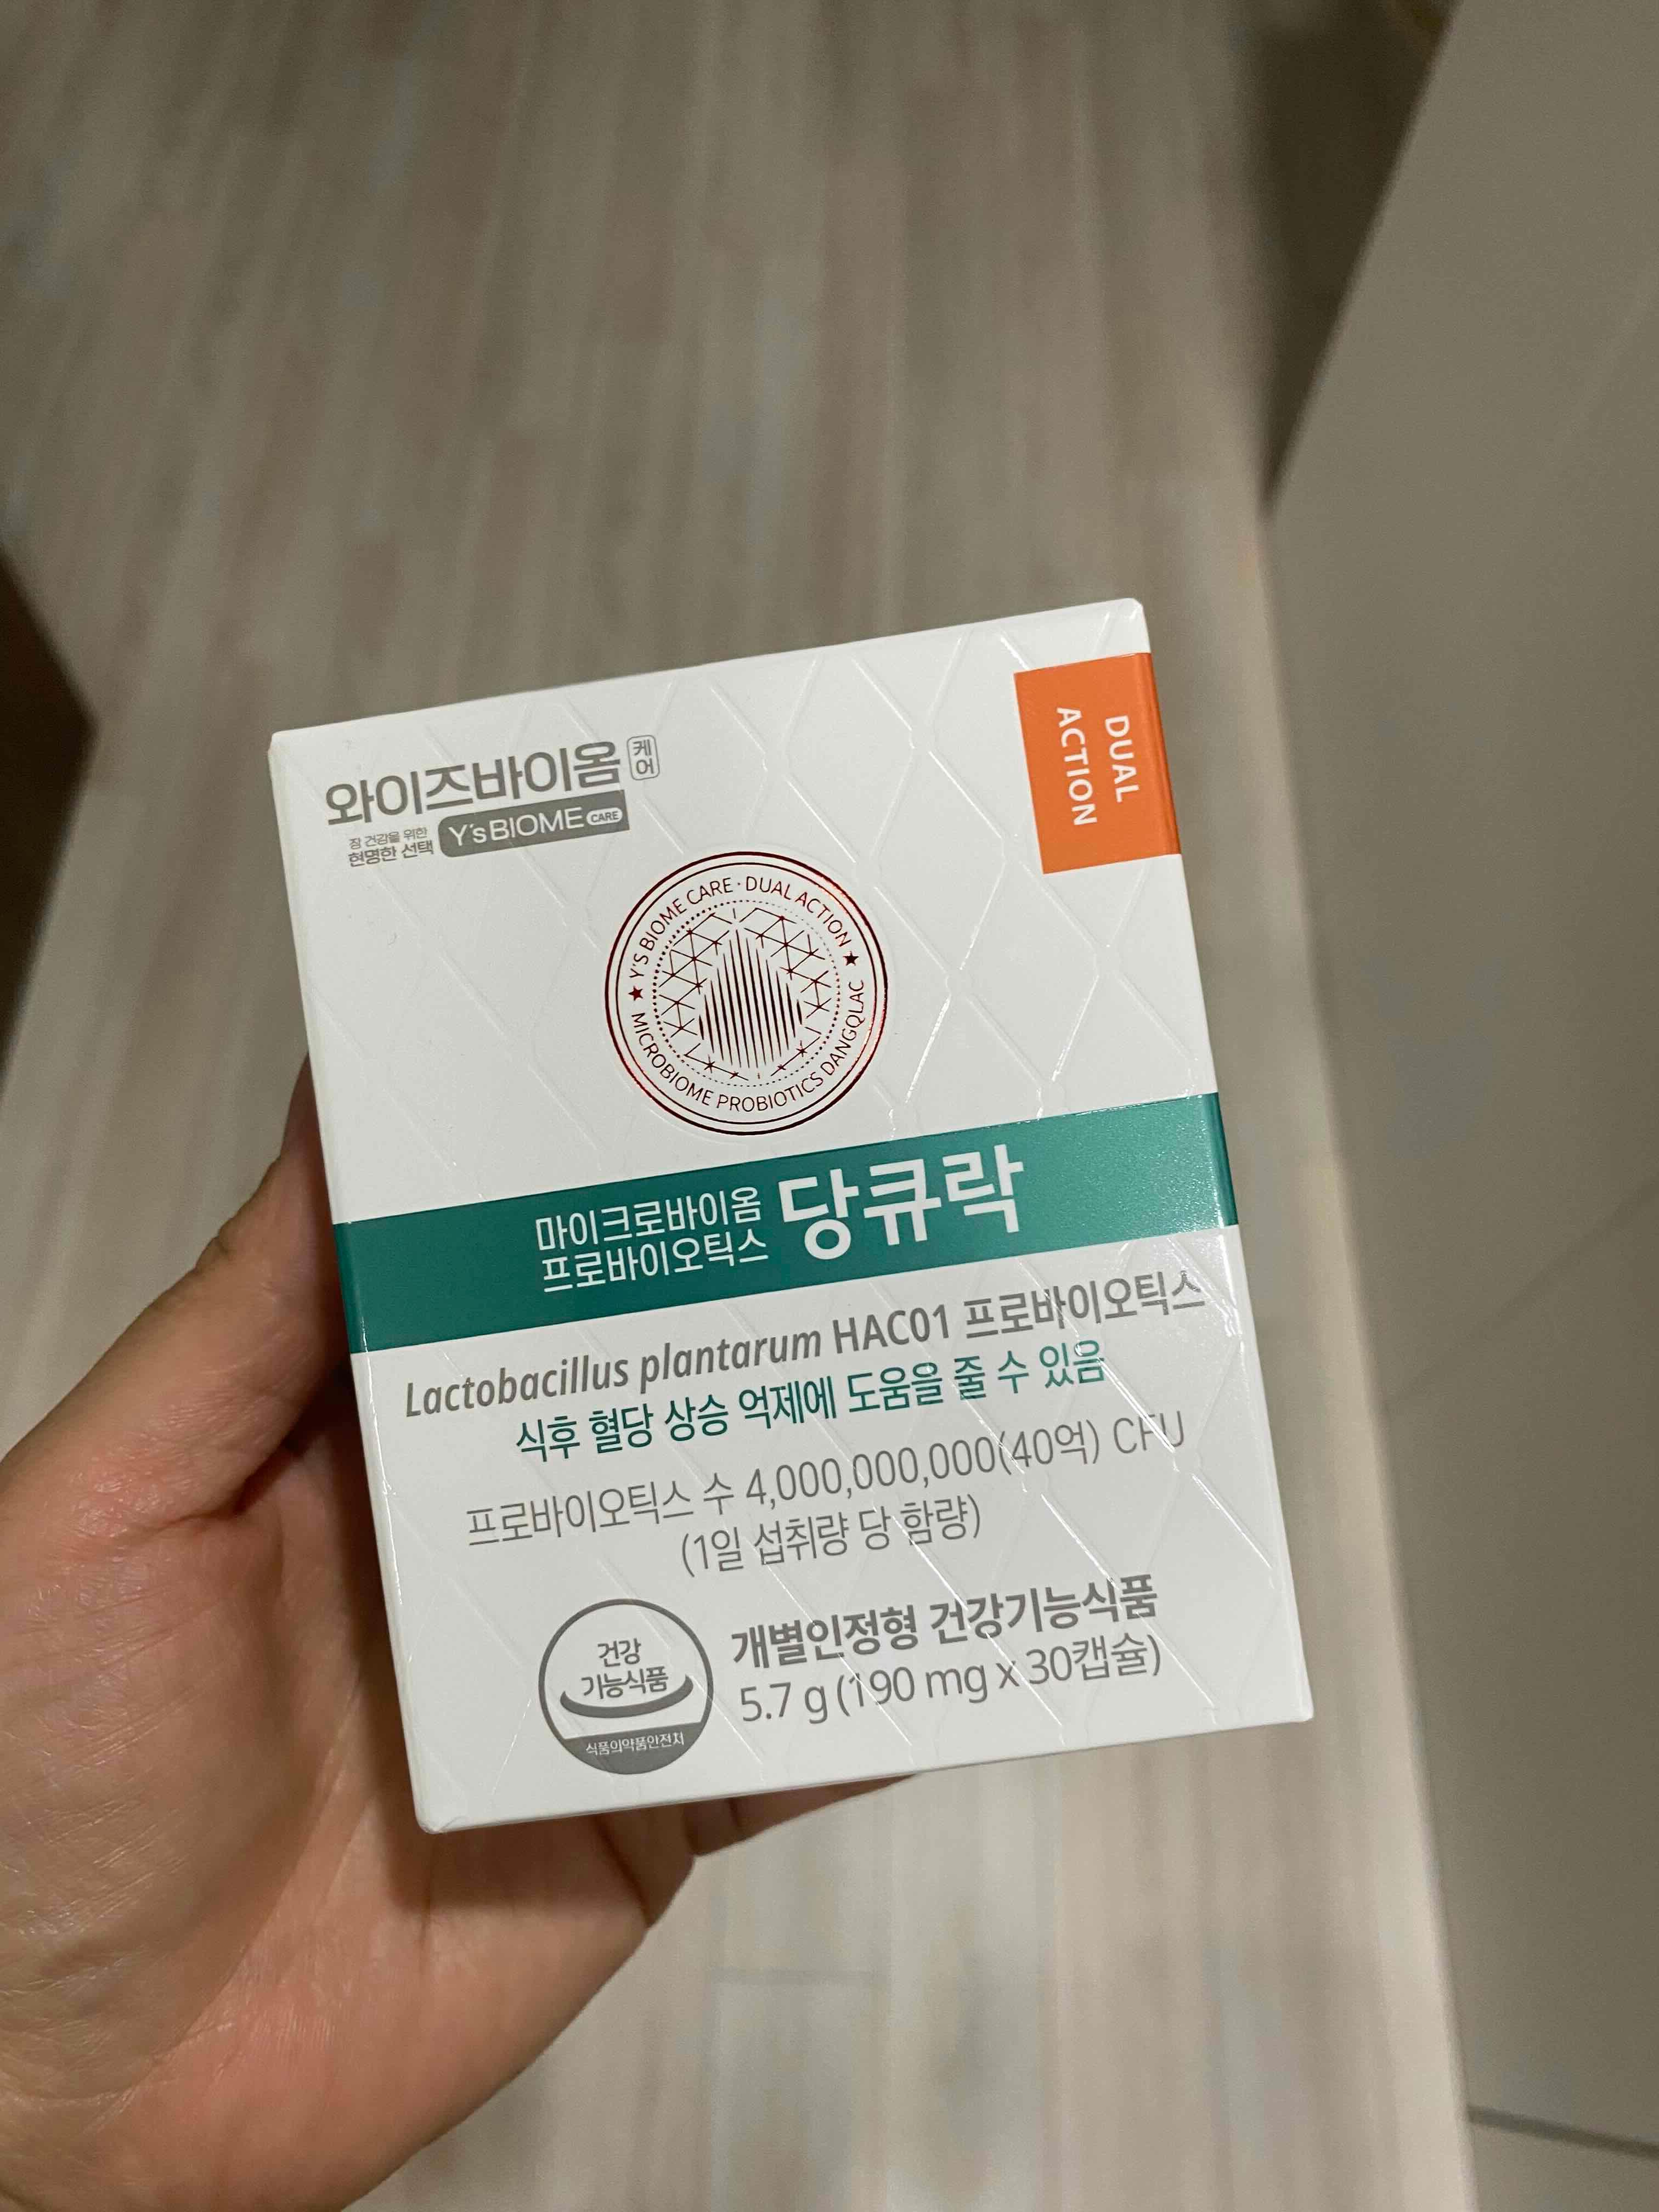 와이즈바이옴 케어
장 건강을 위한
현명한 선택
Y's BIOME CARE
DUAL
ACTION
★ Y'S BIOME CARE · DUAL ACTION ★
MICROBIOME PROBIOTICS DANGQLAC
마이크로바이옴
프로바이오틱스
당큐락
Lactobacillus plantarum HAC01 프로바이오틱스
식후 혈당 상승 억제에 도움을 줄 수 있음
프로바이오틱스 수 4,000,000,000(40억) CFU
(1일 섭취량 당 함량)
건강
기능식품
식품의약품안전처
개별인정형 건강기능식품
5.7 g (190 mg x 30캡슐)